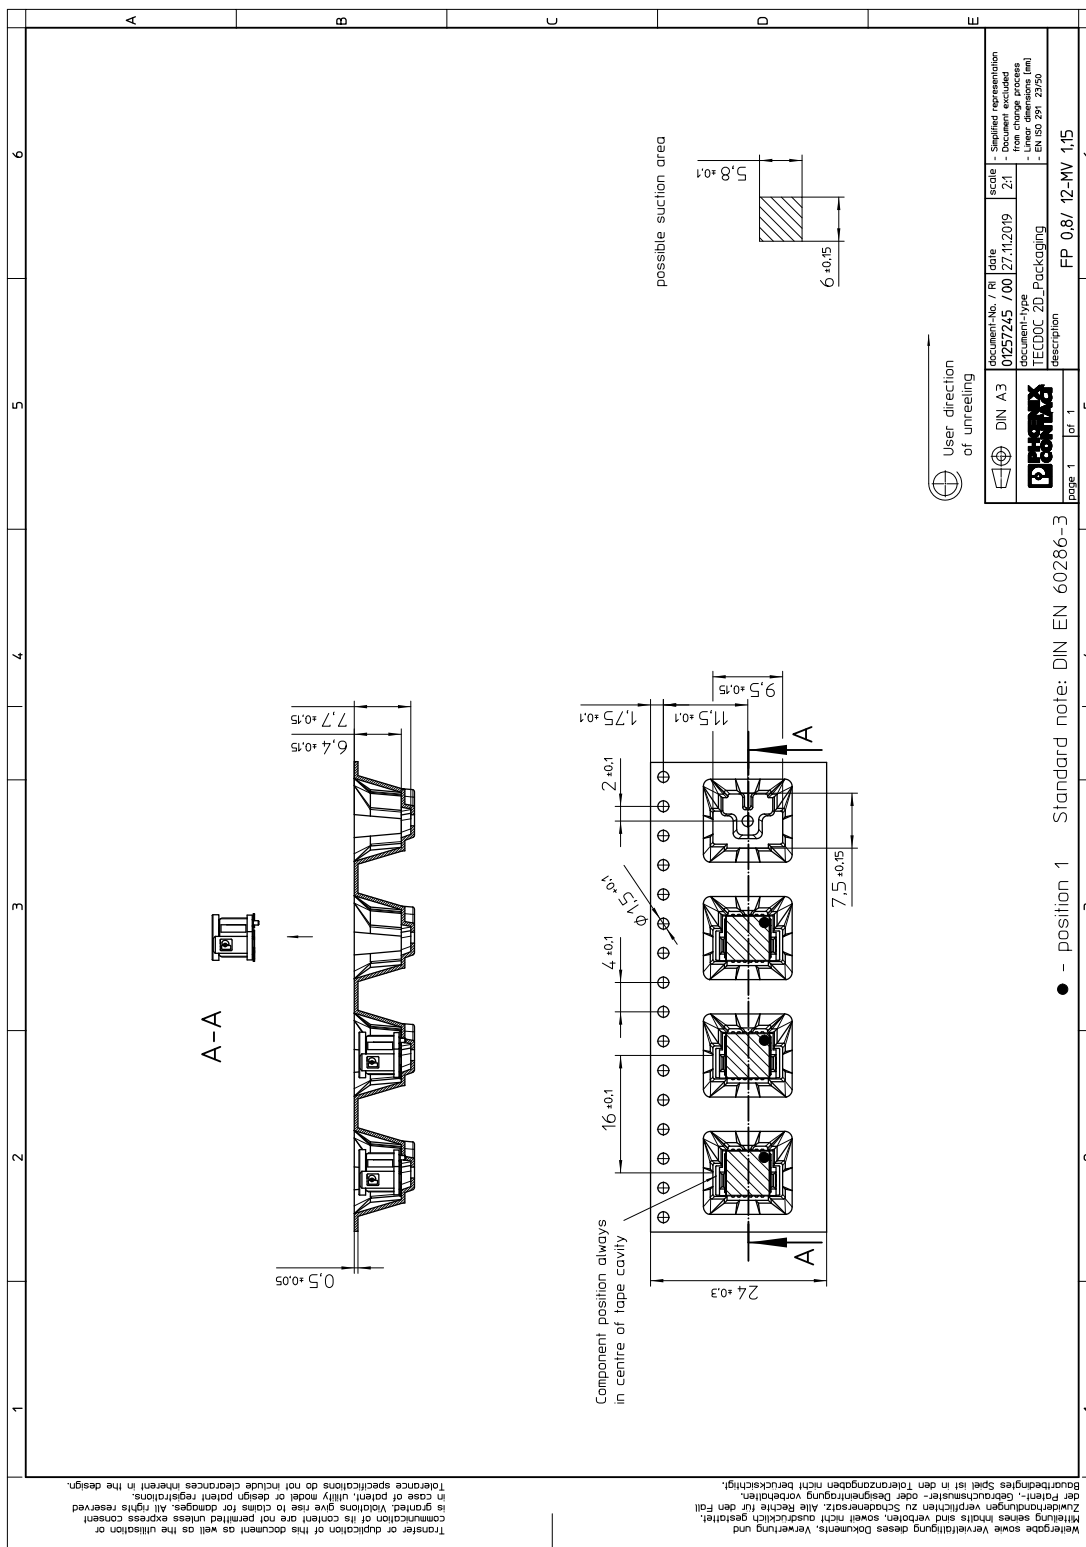 A
B
C
D
E
1
2
3
4
5
6
A-A
0,5 ±0,05
6,4 ±0,15
7,7 ±0,15
possible suction area
5,8 ±0,1
6 ±0,15
Component position always
in centre of tape cavity
16 ±0,1
4 ±0,1
Ø1,5 +0,1
2 ±0,1
1,75 ±0,1
11,5 ±0,1
9,5 ±0,15
7,5 ±0,15
24 ±0,3
A
A
User direction
of unreeling
● - position 1 Standard note: DIN EN 60286-3
DIN A3
PHOENIX
CONTACT
page 1
of 1
document-No. / RI
01257245 /00
date
27.11.2019
scale
2:1
- Simplified representation
- Document excluded
from change process
- Linear dimensions [mm]
- EN ISO 291 23/50
document-type
TECDOC 2D_Packaging
description
FP 0,8/ 12-MV 1,15
Transfer or duplication of this document as well as the utilisation or
communication of its content are not permitted unless express consent
is granted. Violations give rise to claims for damages. All rights reserved
in case of patent, utility model or design patent registrations.
Tolerance specifications do not include clearances inherent in the design.
Weitergabe sowie Vervielfältigung dieses Dokuments, Verwertung und
Mitteilung seines Inhalts sind verboten, soweit nicht ausdrücklich gestattet.
Zuwiderhandlungen verpflichten zu Schadenersatz. Alle Rechte für den Fall
der Patent-, Gebrauchsmuster- oder Designeintragung vorbehalten.
Bauartbedingtes Spiel ist in den Toleranzangaben nicht berücksichtigt.